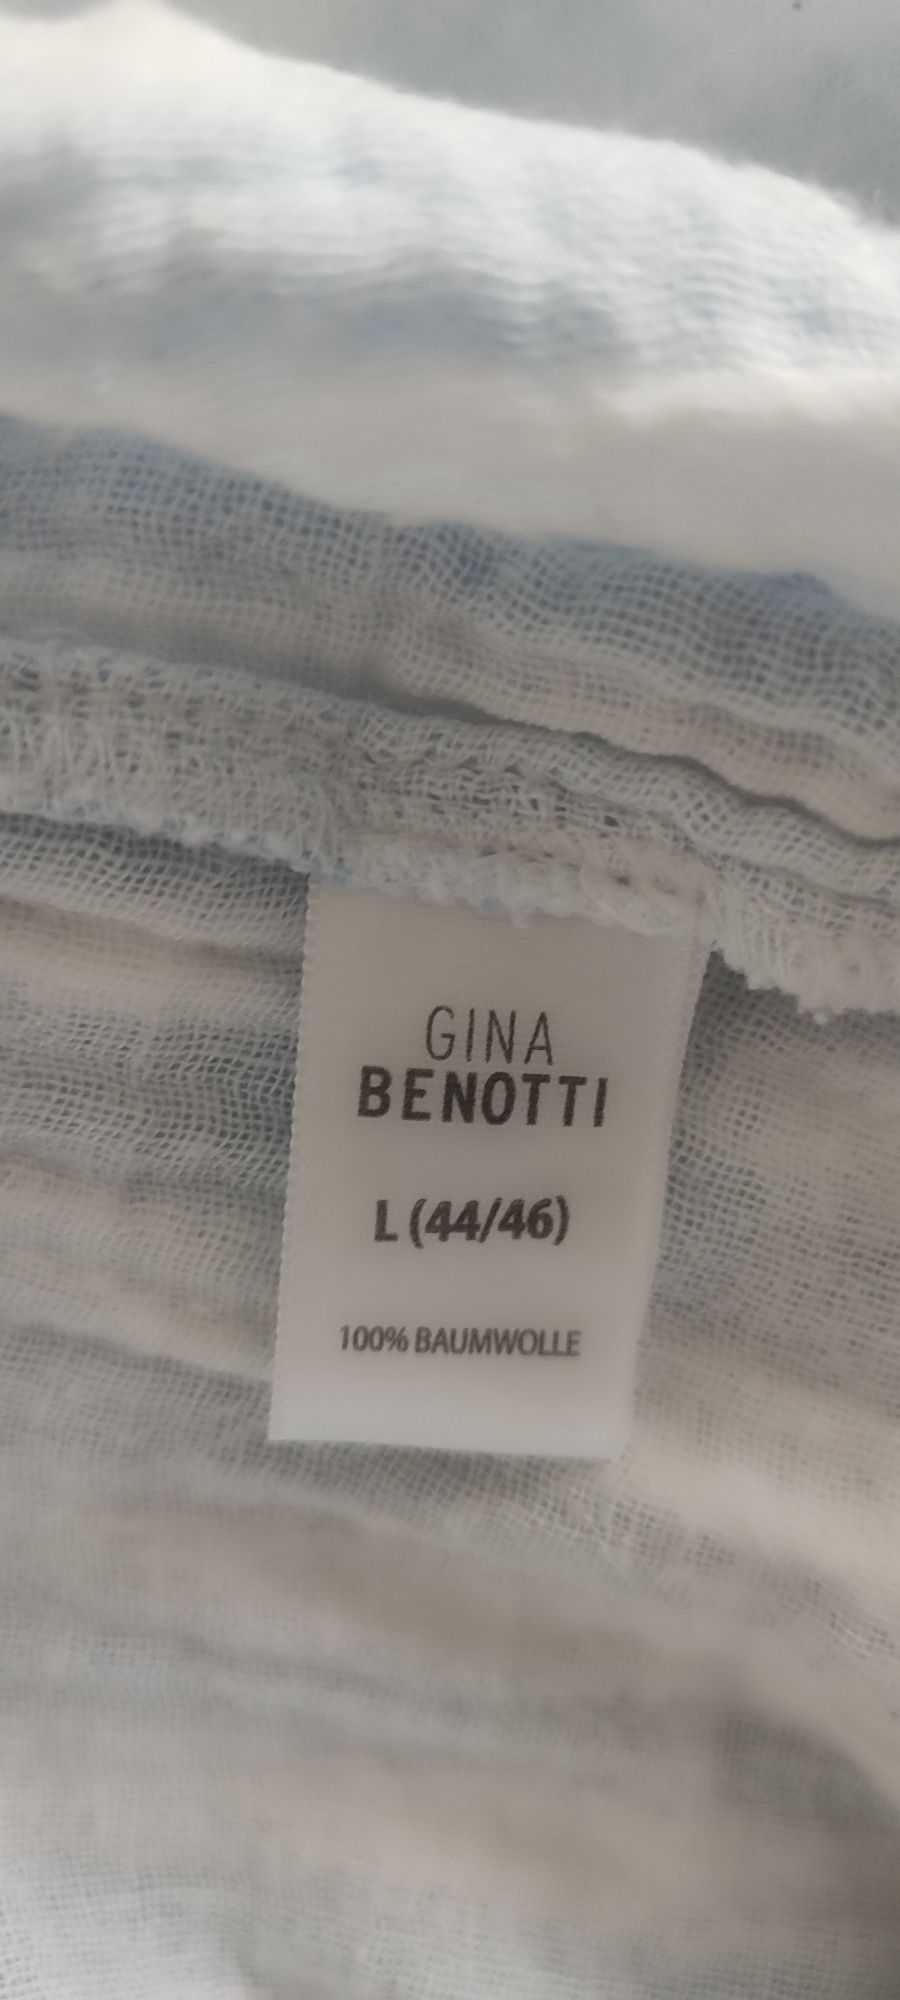 GINA
BENOTTI
L (44/46)
100% BAUMWOLLE